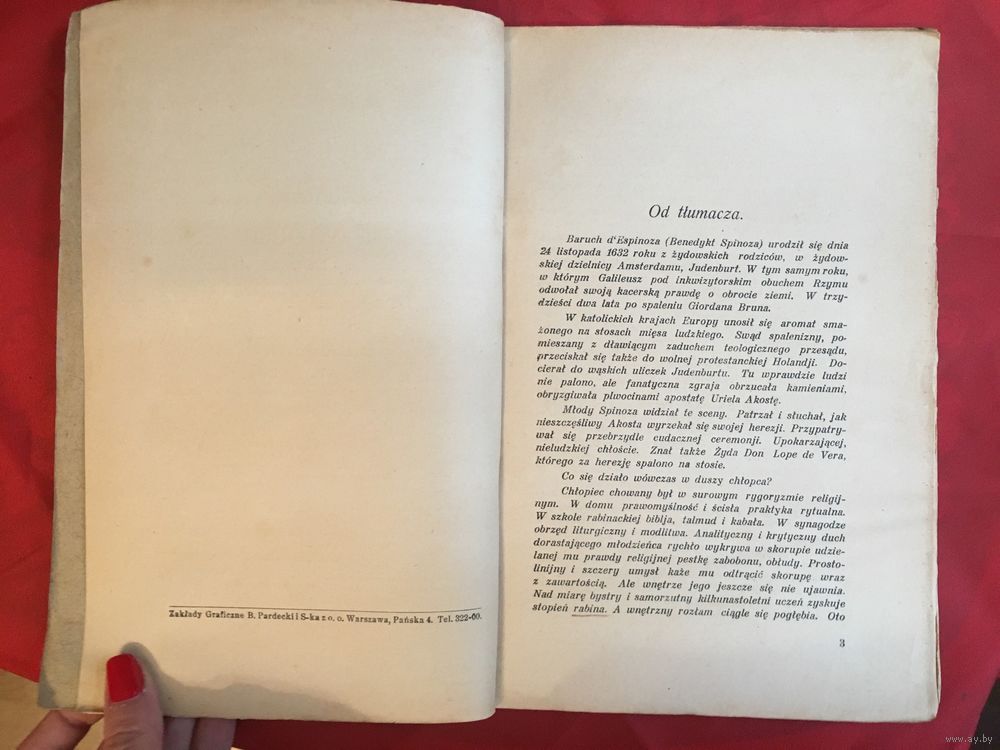 Zakłady Graficzne B. Pardecki i S-ka z o. o. Warszawa, Pańska 4. Tel. 322-00.
Od tłumacza.
Baruch d'Espinoza (Benedykt Spinoza) urodził się dnia
24 listopada 1632 roku z żydowskich rodziców, w żydow-
skiej dzielnicy Amsterdamu, Judenburt. W tym samym roku,
w którym Galileusz pod inkwizytorskim obuchem Rzymu
odwołał swoją kacerską prawdę o obrocie ziemi. W trzy-
dzieści dwa lata po spaleniu Giordana Bruna.
W katolickich krajach Europy unosił się aromat sma-
żonego na stosach mięsa ludzkiego. Swąd spalenizny, po-
mieszany z dławiącym zaduchem teologicznego przesądu,
przeciskał się także do wolnej protestanckiej Holandji. Do-
cierał do wąskich uliczek Judenburtu. Tu wprawdzie ludzi
nie palono, ale fanatyczna zgraja obrzucała kamieniami,
obryzgiwała plwocinami apostatę Uriela Akostę.
Młody Spinoza widział te sceny. Patrzał i słuchał, jak
nieszczęśliwy Akosta wyrzekał się swojej herezji. Przypatry-
wał się przebrzydle cudacznej ceremonji. Upokarzającej,
nieludzkiej chłoście. Znał także Żyda Don Lope de Vera,
którego za herezję spalono na stosie.
Co się działo wówczas w duszy chłopca?
Chłopiec chowany był w surowym rygoryzmie religij-
nym. W domu prawomyślność i ścisła praktyka rytualna.
W szkole rabinackiej biblja, talmud i kabała. W synagodze
obrzęd liturgiczny i modlitwa. Analityczny i krytyczny duch
dorastającego młodzieńca rychło wykrywa w skorupie udzie-
lanej mu prawdy religijnej pestkę zabobonu, obłudy. Prosto-
linijny i szczery umysł każe mu odtrącić skorupę wraz
z zawartością. Ale wnętrze jego jeszcze się nie ujawnia.
Nad miarę bystry i samorzutny kilkunastoletni uczeń zyskuje
stopień rabina. A wnętrzny rozłam ciągle się pogłębia. Oto
3
www.ay.by